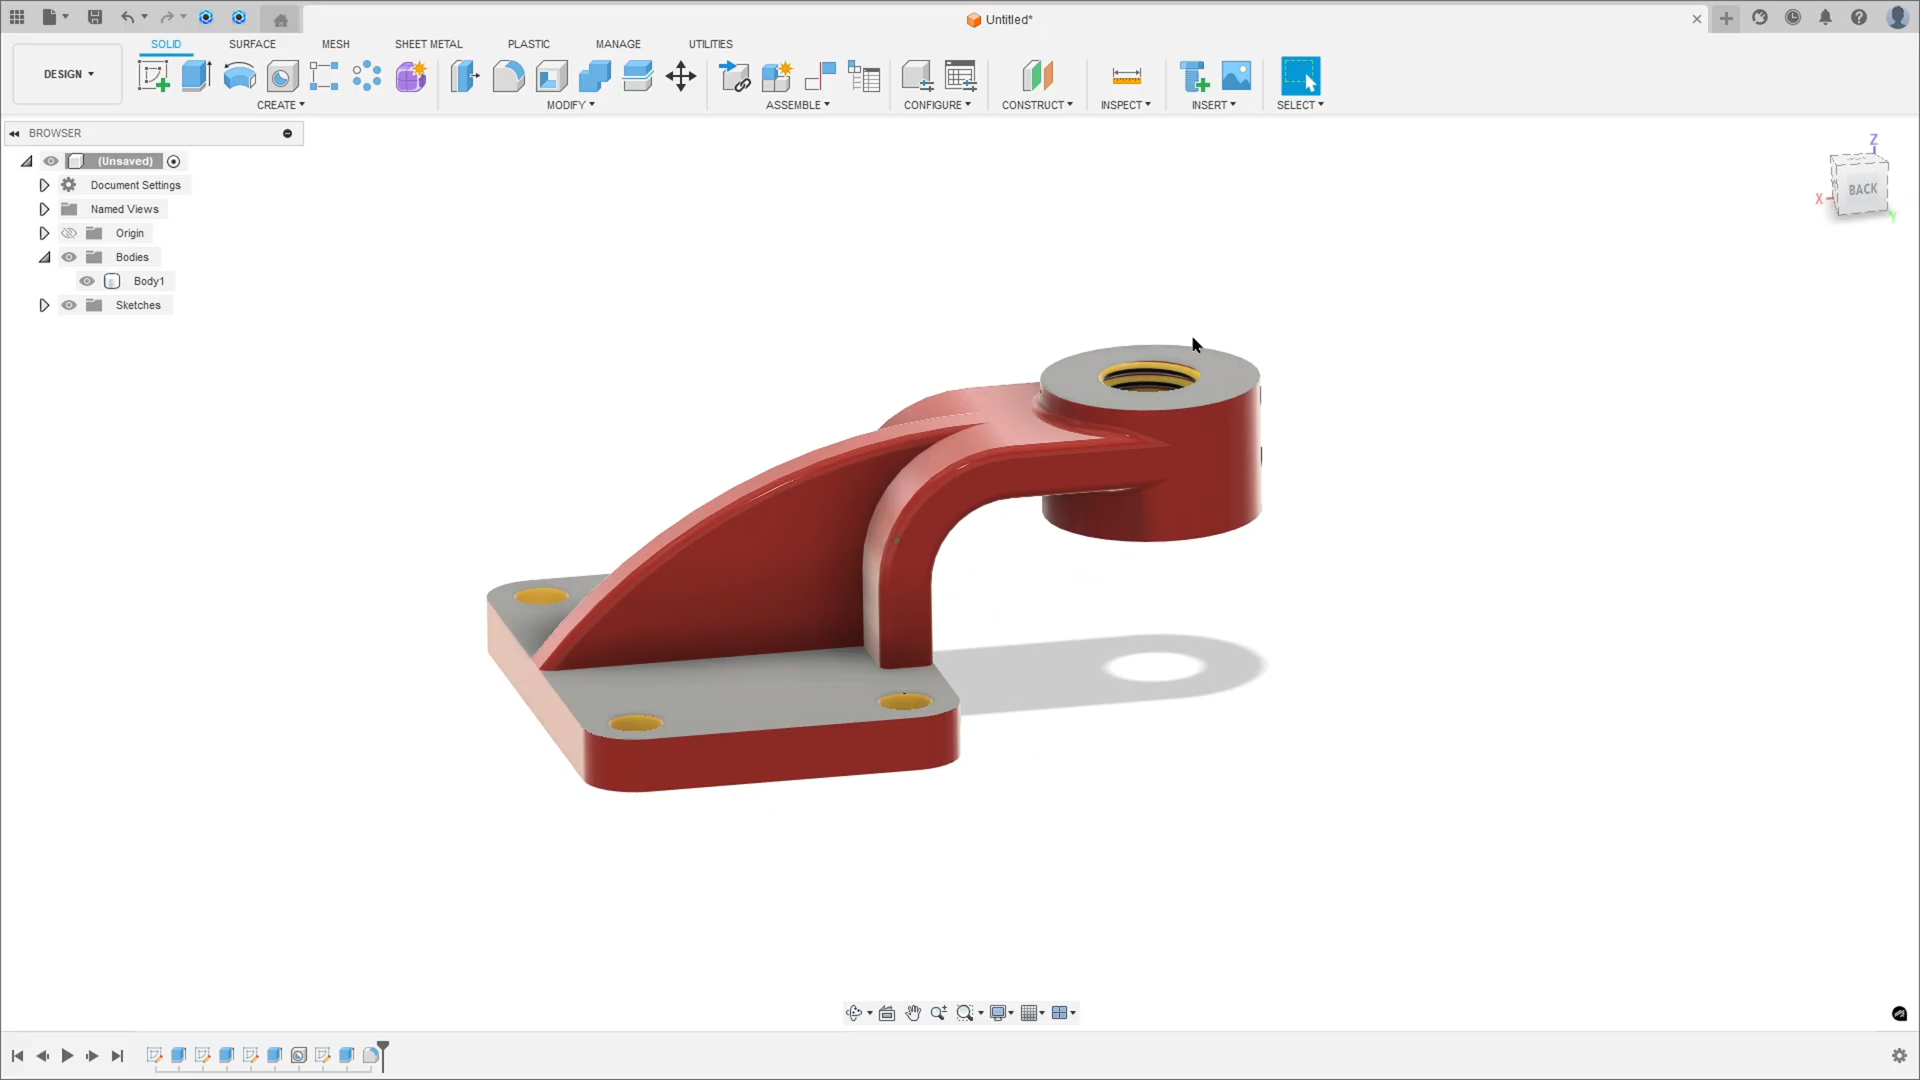 Untitled*
SOLID SURFACE MESH SHEET METAL PLASTIC MANAGE UTILITIES
DESIGN
CREATE MODIFY ASSEMBLE CONFIGURE CONSTRUCT INSPECT INSERT SELECT
BROWSER
(Unsaved)
Document Settings
Named Views
Origin
Bodies
Body1
Sketches
Z
BACK
X
Y